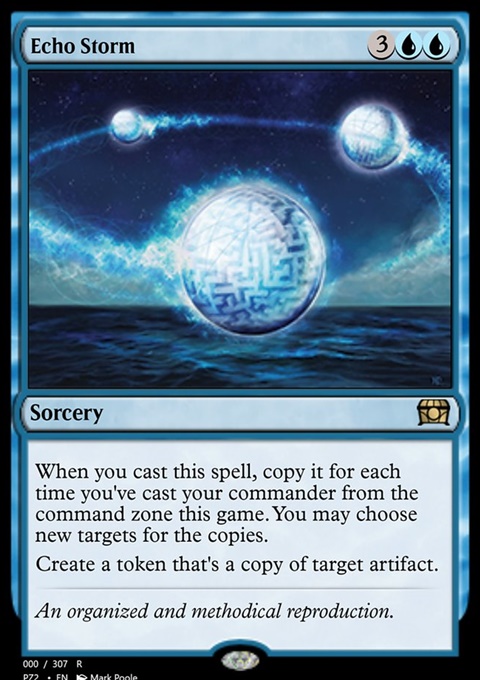 Echo Storm 3
Sorcery
When you cast this spell, copy it for each
time you've cast your commander from the
command zone this game. You may choose
new targets for the copies.
Create a token that's a copy of target artifact.
An organized and methodical reproduction.
000 / 307 R
PZ2 • EN Mark Poole